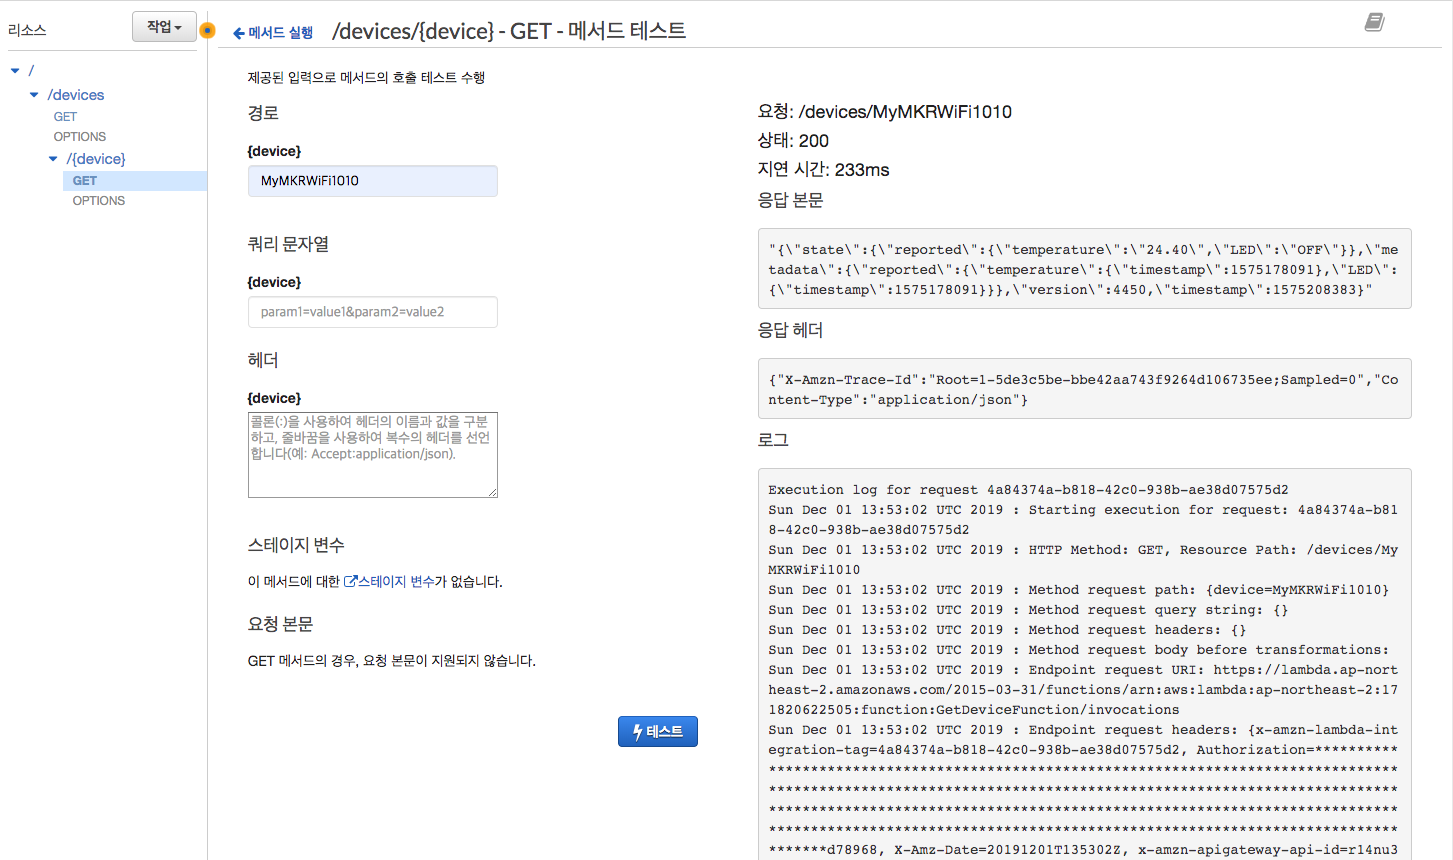 리소스
작업
메서드 실행
/devices/{device} - GET - 메서드 테스트
/
/devices
GET
OPTIONS
/{device}
GET
OPTIONS
제공된 입력으로 메서드의 호출 테스트 수행
경로
{device}
MyMKRWiFi1010
쿼리 문자열
{device}
param1=value1&param2=value2
헤더
{device}
콜론(:)을 사용하여 헤더의 이름과 값을 구분
하고, 줄바꿈을 사용하여 복수의 헤더를 선언
합니다(예: Accept:application/json).
스테이지 변수
이 메서드에 대한 스테이지 변수가 없습니다.
요청 본문
GET 메서드의 경우, 요청 본문이 지원되지 않습니다.
테스트
요청: /devices/MyMKRWiFi1010
상태: 200
지연 시간: 233ms
응답 본문
"{\"state\":{\"reported\":{\"temperature\":\"24.40\",\"LED\":\"OFF\"}},\"me
tadata\":{\"reported\":{\"temperature\":{\"timestamp\":1575178091},\"LED\":
{\"timestamp\":1575178091}}},\"version\":4450,\"timestamp\":1575208383}"
응답 헤더
{"X-Amzn-Trace-Id":"Root=1-5de3c5be-bbe42aa743f9264d106735ee;Sampled=0","Co
ntent-Type":"application/json"}
로그
Execution log for request 4a84374a-b818-42c0-938b-ae38d07575d2
Sun Dec 01 13:53:02 UTC 2019 : Starting execution for request: 4a84374a-b81
8-42c0-938b-ae38d07575d2
Sun Dec 01 13:53:02 UTC 2019 : HTTP Method: GET, Resource Path: /devices/My
MKRWiFi1010
Sun Dec 01 13:53:02 UTC 2019 : Method request path: {device=MyMKRWiFi1010}
Sun Dec 01 13:53:02 UTC 2019 : Method request query string: {}
Sun Dec 01 13:53:02 UTC 2019 : Method request headers: {}
Sun Dec 01 13:53:02 UTC 2019 : Method request body before transformations:
Sun Dec 01 13:53:02 UTC 2019 : Endpoint request URI: https://lambda.ap-nort
heast-2.amazonaws.com/2015-03-31/functions/arn:aws:lambda:ap-northeast-2:17
1820622505:function:GetDeviceFunction/invocations
Sun Dec 01 13:53:02 UTC 2019 : Endpoint request headers: {x-amzn-lambda-int
egration-tag=4a84374a-b818-42c0-938b-ae38d07575d2, Authorization=**********
***************************************************************************
***************************************************************************
***************************************************************************
***************************************************************************
*******d78968, X-Amz-Date=20191201T135302Z, x-amzn-apigateway-api-id=r14nu3